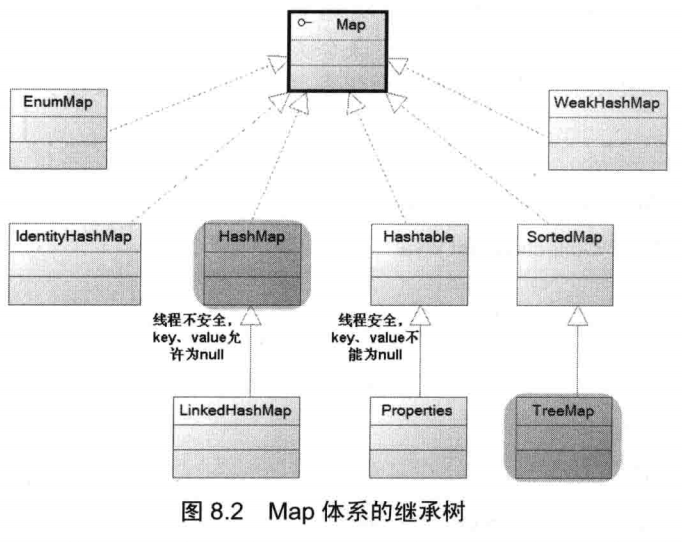 Map
EnumMap
WeakHashMap
IdentityHashMap
HashMap
Hashtable
SortedMap
线程不安全，
key、value允
许为null
线程安全，
key、value不
能为null
LinkedHashMap
Properties
TreeMap
图 8.2 Map 体系的继承树